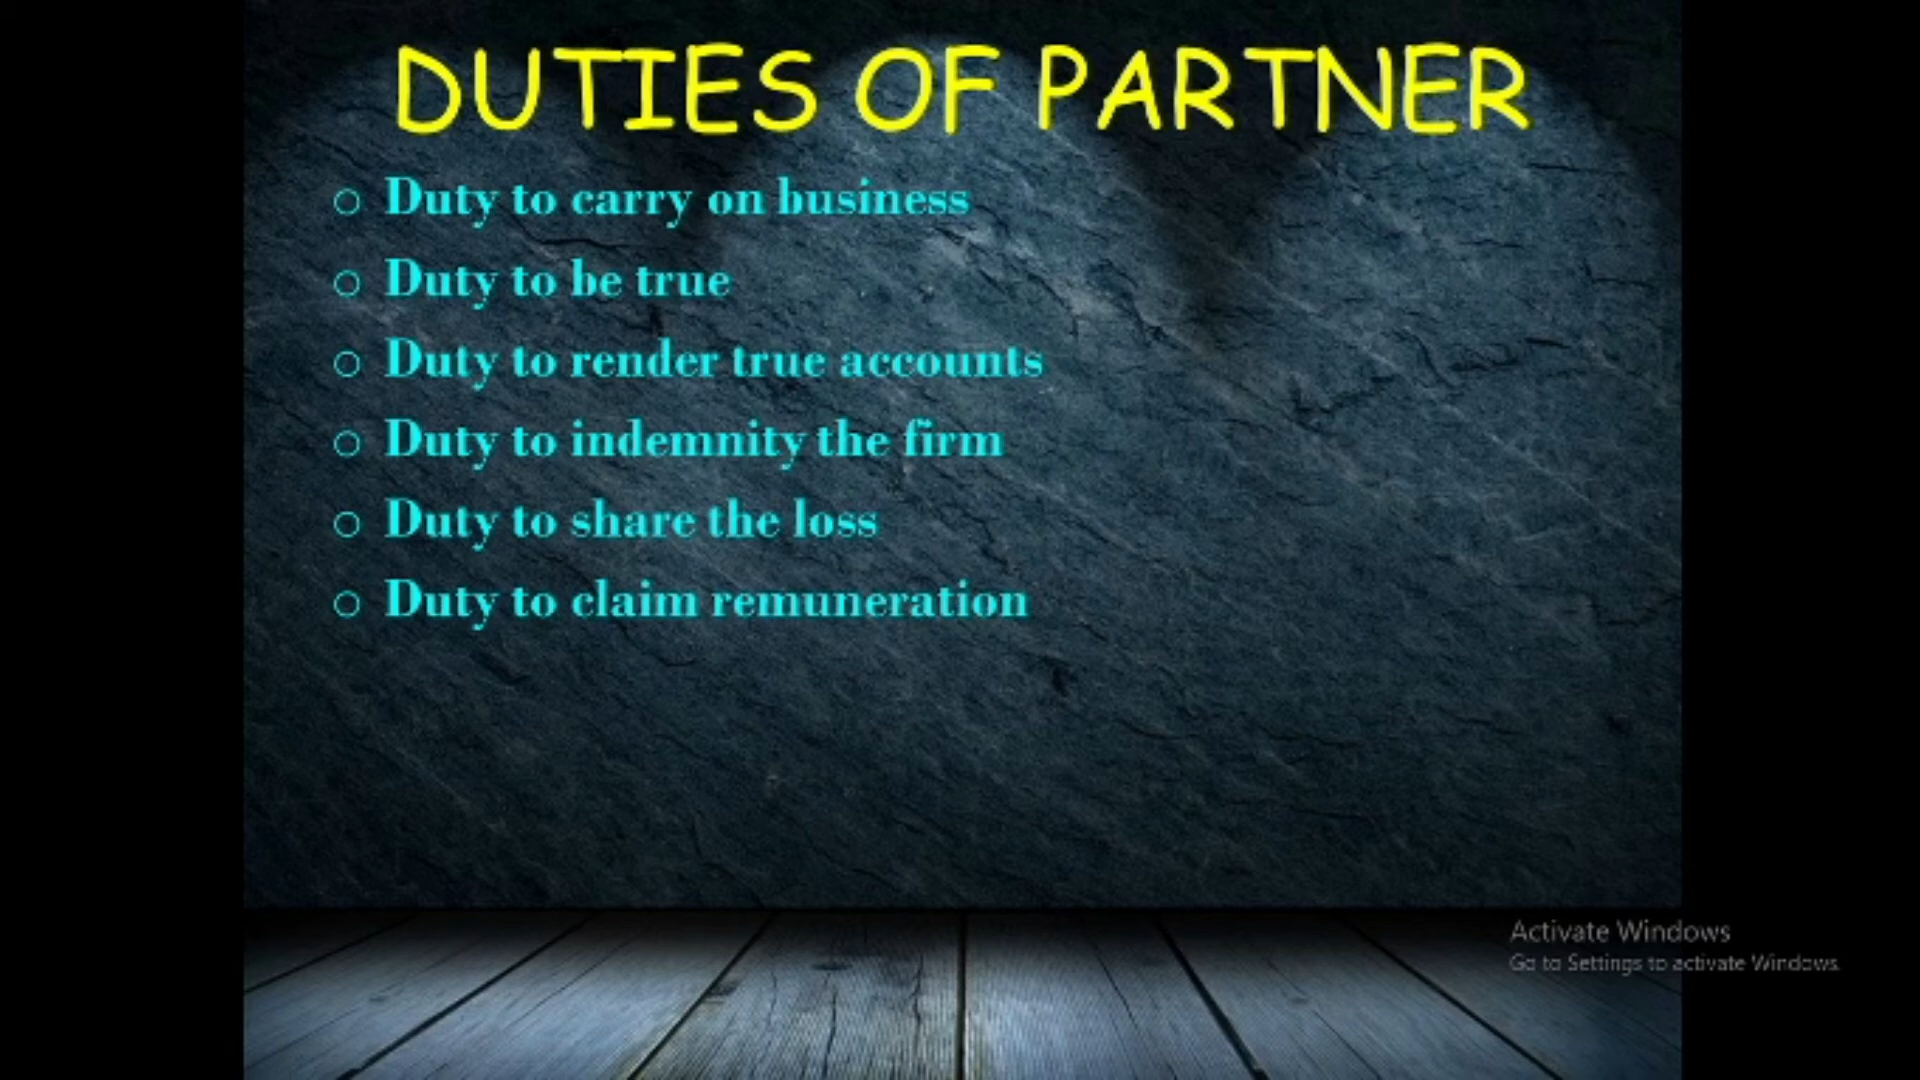 DUTIES OF PARTNER
Duty to carry on business
Duty to be true
Duty to render true accounts
Duty to indemnity the firm
Duty to share the loss
Duty to claim remuneration
Activate Windows
Go to Settings to activate Windows.